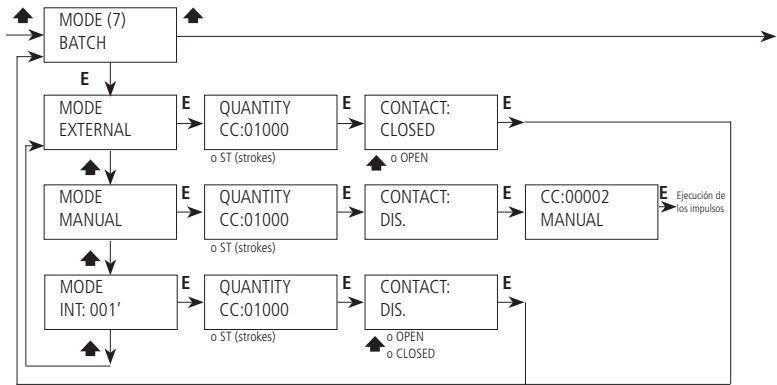 MODE (7)
BATCH
E
MODE
EXTERNAL
E
QUANTITY
CC:01000
o ST (strokes)
E
CONTACT:
CLOSED
o OPEN
E
MODE
MANUAL
E
QUANTITY
CC:01000
o ST (strokes)
E
CONTACT:
DIS.
E
CC:00002
MANUAL
E
Ejecución de
los impulsos
MODE
INT: 001’
E
QUANTITY
CC:01000
o ST (strokes)
E
CONTACT:
DIS.
o OPEN
o CLOSED
E